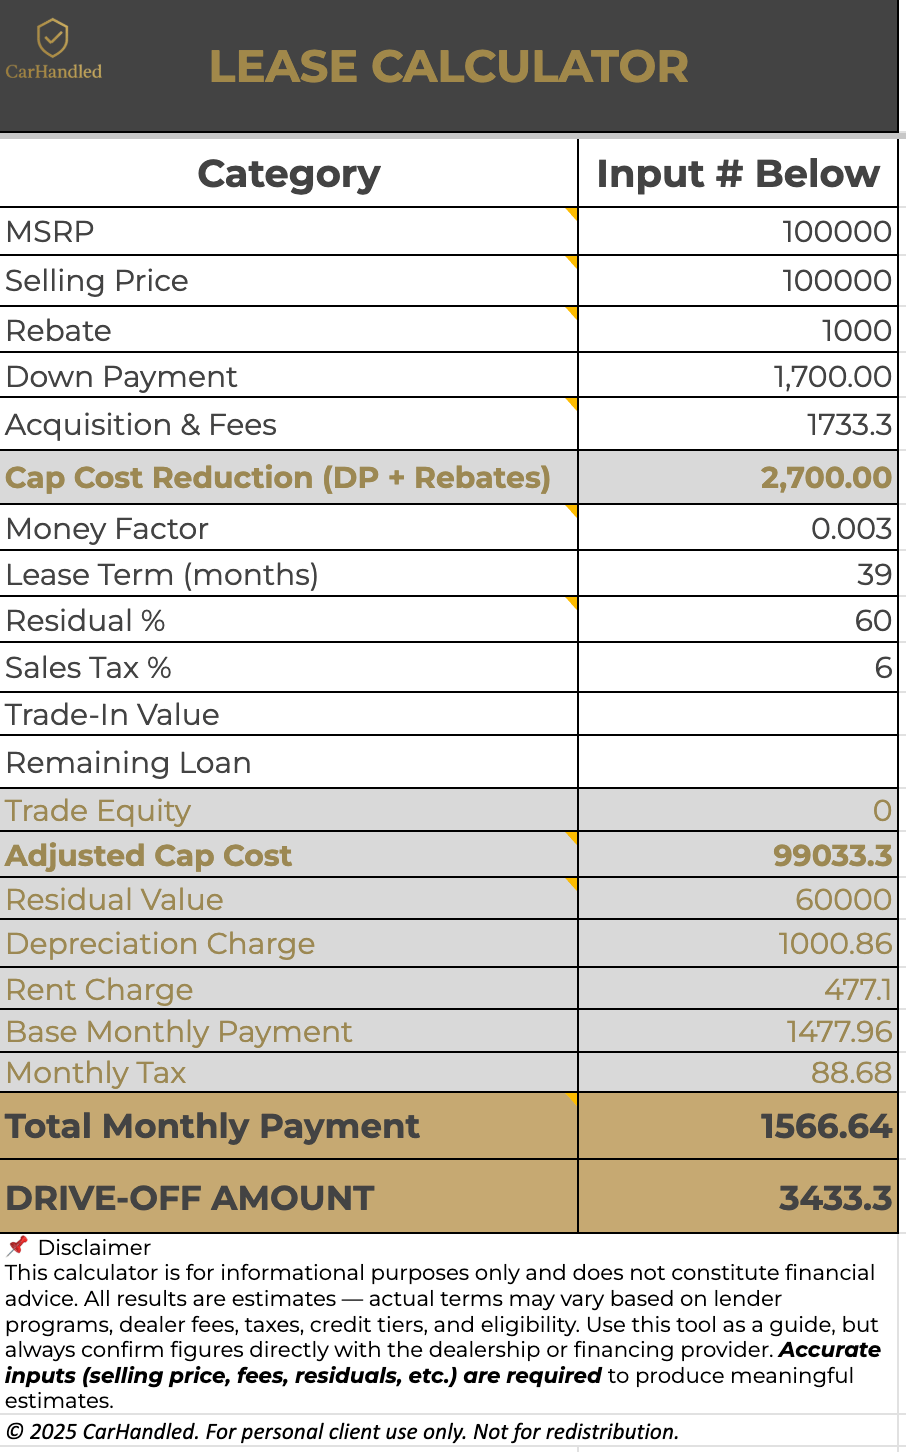 CarHandled
LEASE CALCULATOR
Category Input # Below
MSRP 100000
Selling Price 100000
Rebate 1000
Down Payment 1,700.00
Acquisition & Fees 1733.3
Cap Cost Reduction (DP + Rebates) 2,700.00
Money Factor 0.003
Lease Term (months) 39
Residual % 60
Sales Tax % 6
Trade-In Value
Remaining Loan
Trade Equity 0
Adjusted Cap Cost 99033.3
Residual Value 60000
Depreciation Charge 1000.86
Rent Charge 477.1
Base Monthly Payment 1477.96
Monthly Tax 88.68
Total Monthly Payment 1566.64
DRIVE-OFF AMOUNT 3433.3
📌 Disclaimer
This calculator is for informational purposes only and does not constitute financial
advice. All results are estimates — actual terms may vary based on lender
programs, dealer fees, taxes, credit tiers, and eligibility. Use this tool as a guide, but
always confirm figures directly with the dealership or financing provider. Accurate
inputs (selling price, fees, residuals, etc.) are required to produce meaningful
estimates.
© 2025 CarHandled. For personal client use only. Not for redistribution.